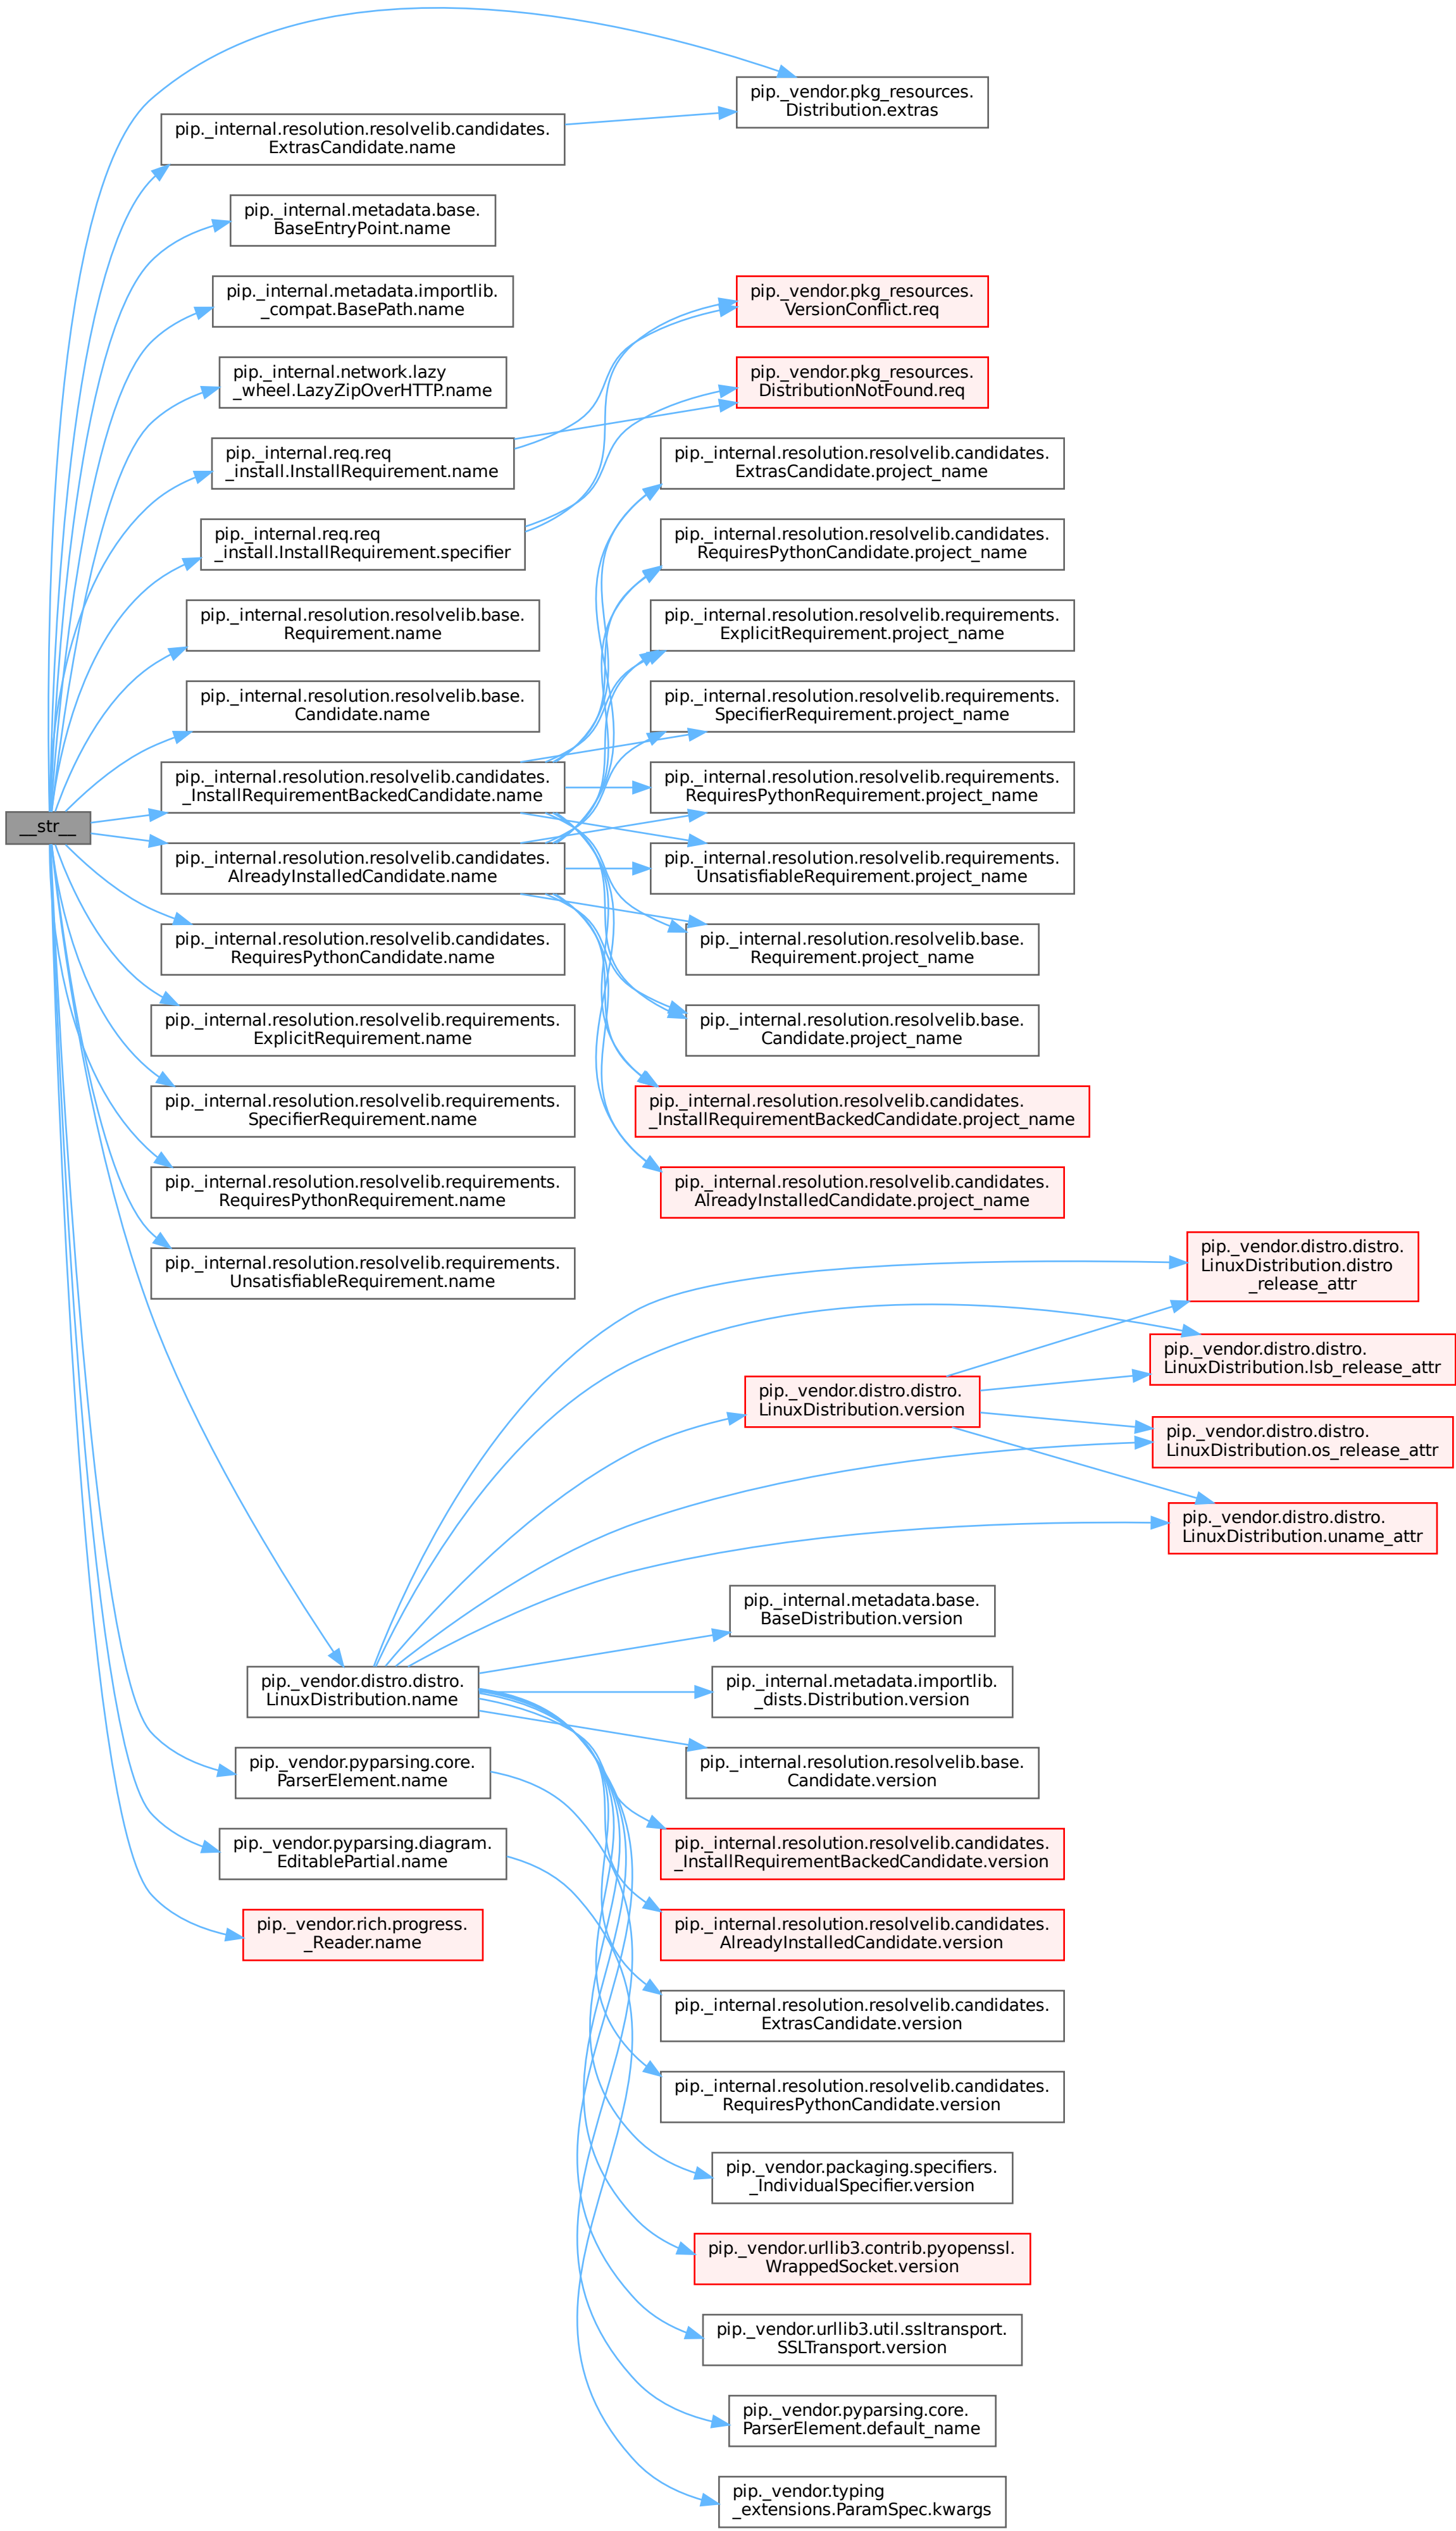 pip._vendor.pkg_resources.
Distribution.extras
pip._internal.resolution.resolvelib.candidates.
ExtrasCandidate.name
pip._internal.metadata.base.
BaseEntryPoint.name
pip._internal.metadata.importlib.
_compat.BasePath.name
pip._vendor.pkg_resources.
VersionConflict.req
pip._internal.network.lazy
_wheel.LazyZipOverHTTP.name
pip._vendor.pkg_resources.
DistributionNotFound.req
pip._internal.req.req
_install.InstallRequirement.name
pip._internal.resolution.resolvelib.candidates.
ExtrasCandidate.project_name
pip._internal.req.req
_install.InstallRequirement.specifier
pip._internal.resolution.resolvelib.candidates.
RequiresPythonCandidate.project_name
pip._internal.resolution.resolvelib.base.
Requirement.name
pip._internal.resolution.resolvelib.requirements.
ExplicitRequirement.project_name
pip._internal.resolution.resolvelib.base.
Candidate.name
pip._internal.resolution.resolvelib.requirements.
SpecifierRequirement.project_name
pip._internal.resolution.resolvelib.candidates.
_InstallRequirementBackedCandidate.name
pip._internal.resolution.resolvelib.requirements.
RequiresPythonRequirement.project_name
__str__
pip._internal.resolution.resolvelib.candidates.
AlreadyInstalledCandidate.name
pip._internal.resolution.resolvelib.requirements.
UnsatisfiableRequirement.project_name
pip._internal.resolution.resolvelib.candidates.
RequiresPythonCandidate.name
pip._internal.resolution.resolvelib.base.
Requirement.project_name
pip._internal.resolution.resolvelib.requirements.
ExplicitRequirement.name
pip._internal.resolution.resolvelib.base.
Candidate.project_name
pip._internal.resolution.resolvelib.requirements.
SpecifierRequirement.name
pip._internal.resolution.resolvelib.candidates.
_InstallRequirementBackedCandidate.project_name
pip._internal.resolution.resolvelib.requirements.
RequiresPythonRequirement.name
pip._internal.resolution.resolvelib.candidates.
AlreadyInstalledCandidate.project_name
pip._internal.resolution.resolvelib.requirements.
UnsatisfiableRequirement.name
pip._vendor.distro.distro.
LinuxDistribution.distro
_release_attr
pip._vendor.distro.distro.
LinuxDistribution.lsb_release_attr
pip._vendor.distro.distro.
LinuxDistribution.version
pip._vendor.distro.distro.
LinuxDistribution.os_release_attr
pip._vendor.distro.distro.
LinuxDistribution.uname_attr
pip._internal.metadata.base.
BaseDistribution.version
pip._vendor.distro.distro.
LinuxDistribution.name
pip._internal.metadata.importlib.
_dists.Distribution.version
pip._vendor.pyparsing.core.
ParserElement.name
pip._internal.resolution.resolvelib.base.
Candidate.version
pip._vendor.pyparsing.diagram.
EditablePartial.name
pip._internal.resolution.resolvelib.candidates.
_InstallRequirementBackedCandidate.version
pip._vendor.rich.progress.
_Reader.name
pip._internal.resolution.resolvelib.candidates.
AlreadyInstalledCandidate.version
pip._internal.resolution.resolvelib.candidates.
ExtrasCandidate.version
pip._internal.resolution.resolvelib.candidates.
RequiresPythonCandidate.version
pip._vendor.packaging.specifiers.
_IndividualSpecifier.version
pip._vendor.urllib3.contrib.pyopenssl.
WrappedSocket.version
pip._vendor.urllib3.util.ssltransport.
SSLTransport.version
pip._vendor.pyparsing.core.
ParserElement.default_name
pip._vendor.typing
_extensions.ParamSpec.kwargs